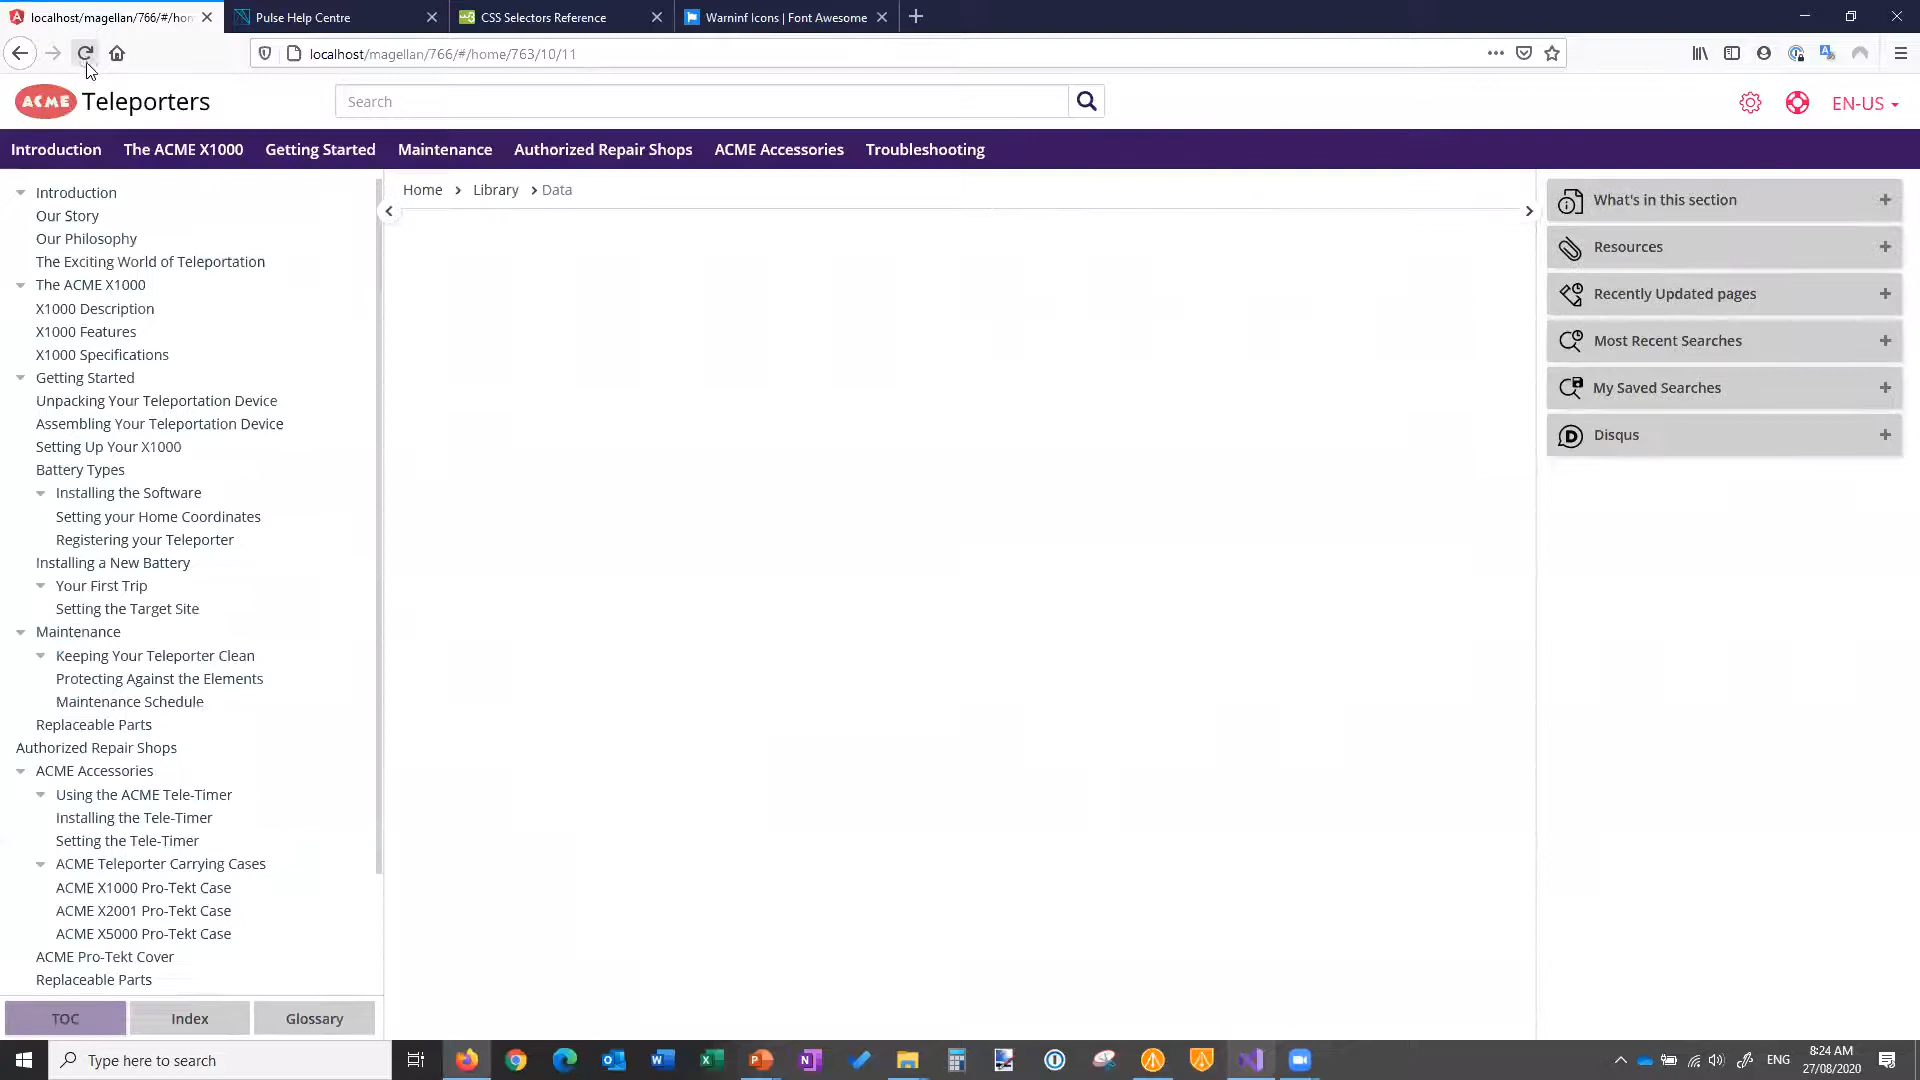 localhost/magellan/766/#/hom
Pulse Help Centre
CSS Selectors Reference
Warninf Icons | Font Awesome
localhost/magellan/766/#/home/763/10/11
ACME Teleporters
Search
EN-US
Introduction The ACME X1000 Getting Started Maintenance Authorized Repair Shops ACME Accessories Troubleshooting
Introduction
Our Story
Our Philosophy
The Exciting World of Teleportation
The ACME X1000
X1000 Description
X1000 Features
X1000 Specifications
Getting Started
Unpacking Your Teleportation Device
Assembling Your Teleportation Device
Setting Up Your X1000
Battery Types
Installing the Software
Setting your Home Coordinates
Registering your Teleporter
Installing a New Battery
Your First Trip
Setting the Target Site
Maintenance
Keeping Your Teleporter Clean
Protecting Against the Elements
Maintenance Schedule
Replaceable Parts
Authorized Repair Shops
ACME Accessories
Using the ACME Tele-Timer
Installing the Tele-Timer
Setting the Tele-Timer
ACME Teleporter Carrying Cases
ACME X1000 Pro-Tekt Case
ACME X2001 Pro-Tekt Case
ACME X5000 Pro-Tekt Case
ACME Pro-Tekt Cover
Replaceable Parts
TOC Index Glossary
Home > Library > Data
What's in this section +
Resources +
Recently Updated pages +
Most Recent Searches +
My Saved Searches +
Disqus +
Type here to search
ENG
8:24 AM
27/08/2020